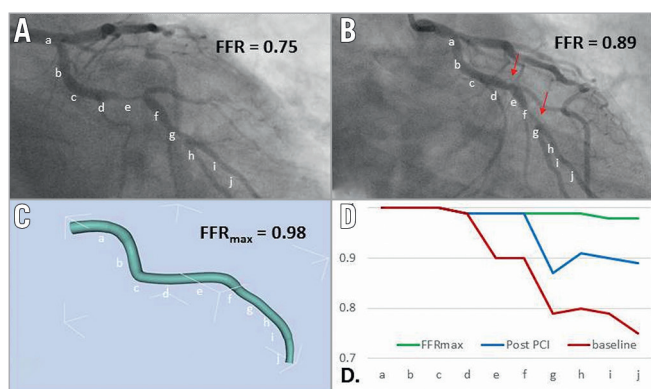 A
FFR = 0.75
a
b
c
d
e
f
g
h
i
j
B
FFR = 0.89
a
b
c
d
e
f
g
h
i
j
C
FFRmax = 0.98
a
b
c
d
e
f
g
h
i
j
D
0.9
0.8
0.7
FFRmax Post PCI baseline
D. a b c d e f g h i j